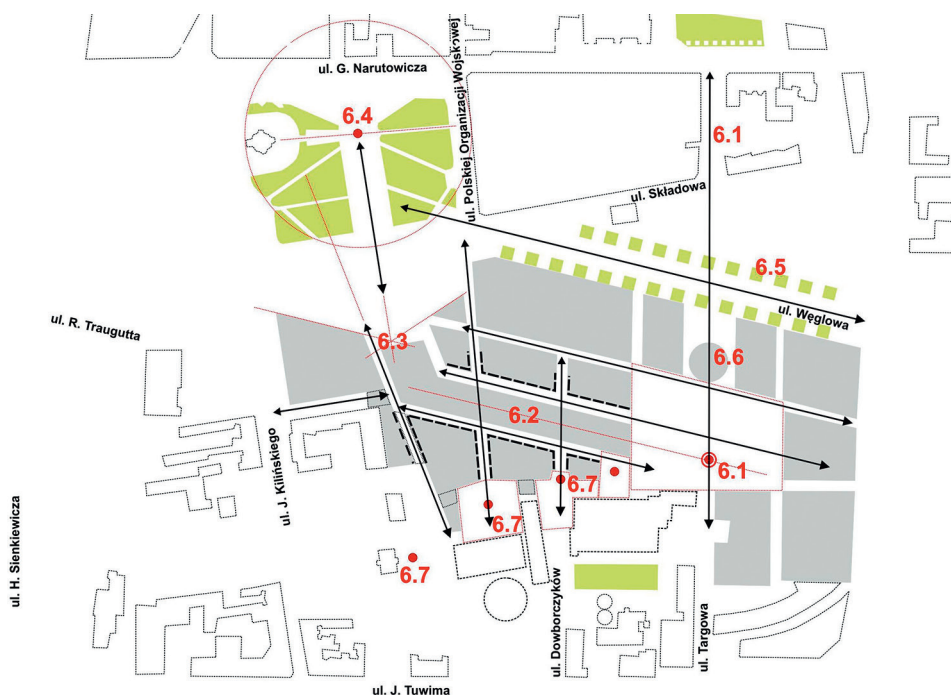 ul. G. Narutowicza
ul. Polskiej Organizacji Wojskowej
6.4
6.1
ul. Składowa
6.5
ul. Węglowa
ul. R. Traugutta
6.3
6.6
6.2
ul. J. Kilińskiego
6.1
6.7
6.7
6.7
ul. H. Sienkiewicza
ul. Dowborczyków
ul. Targowa
ul. J. Tuwima